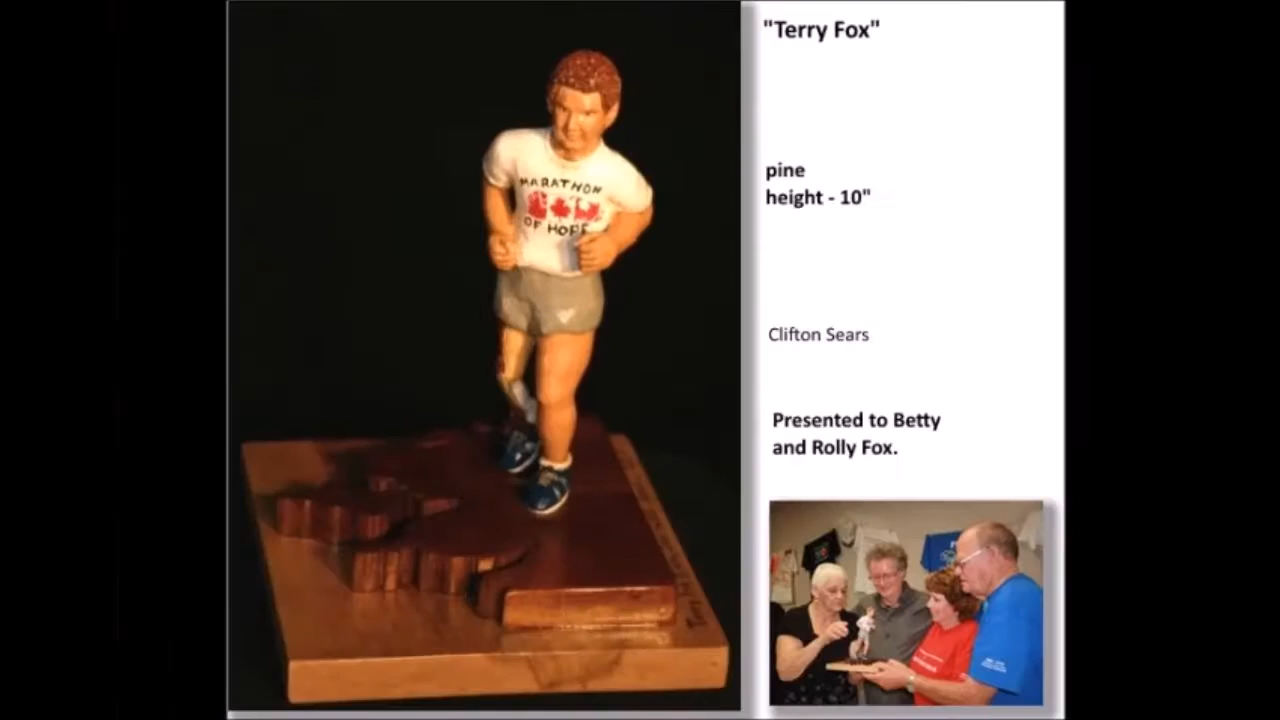 "Terry Fox"
MARATHON
OF HOPE
pine
height - 10"
Clifton Sears
Presented to Betty
and Rolly Fox.